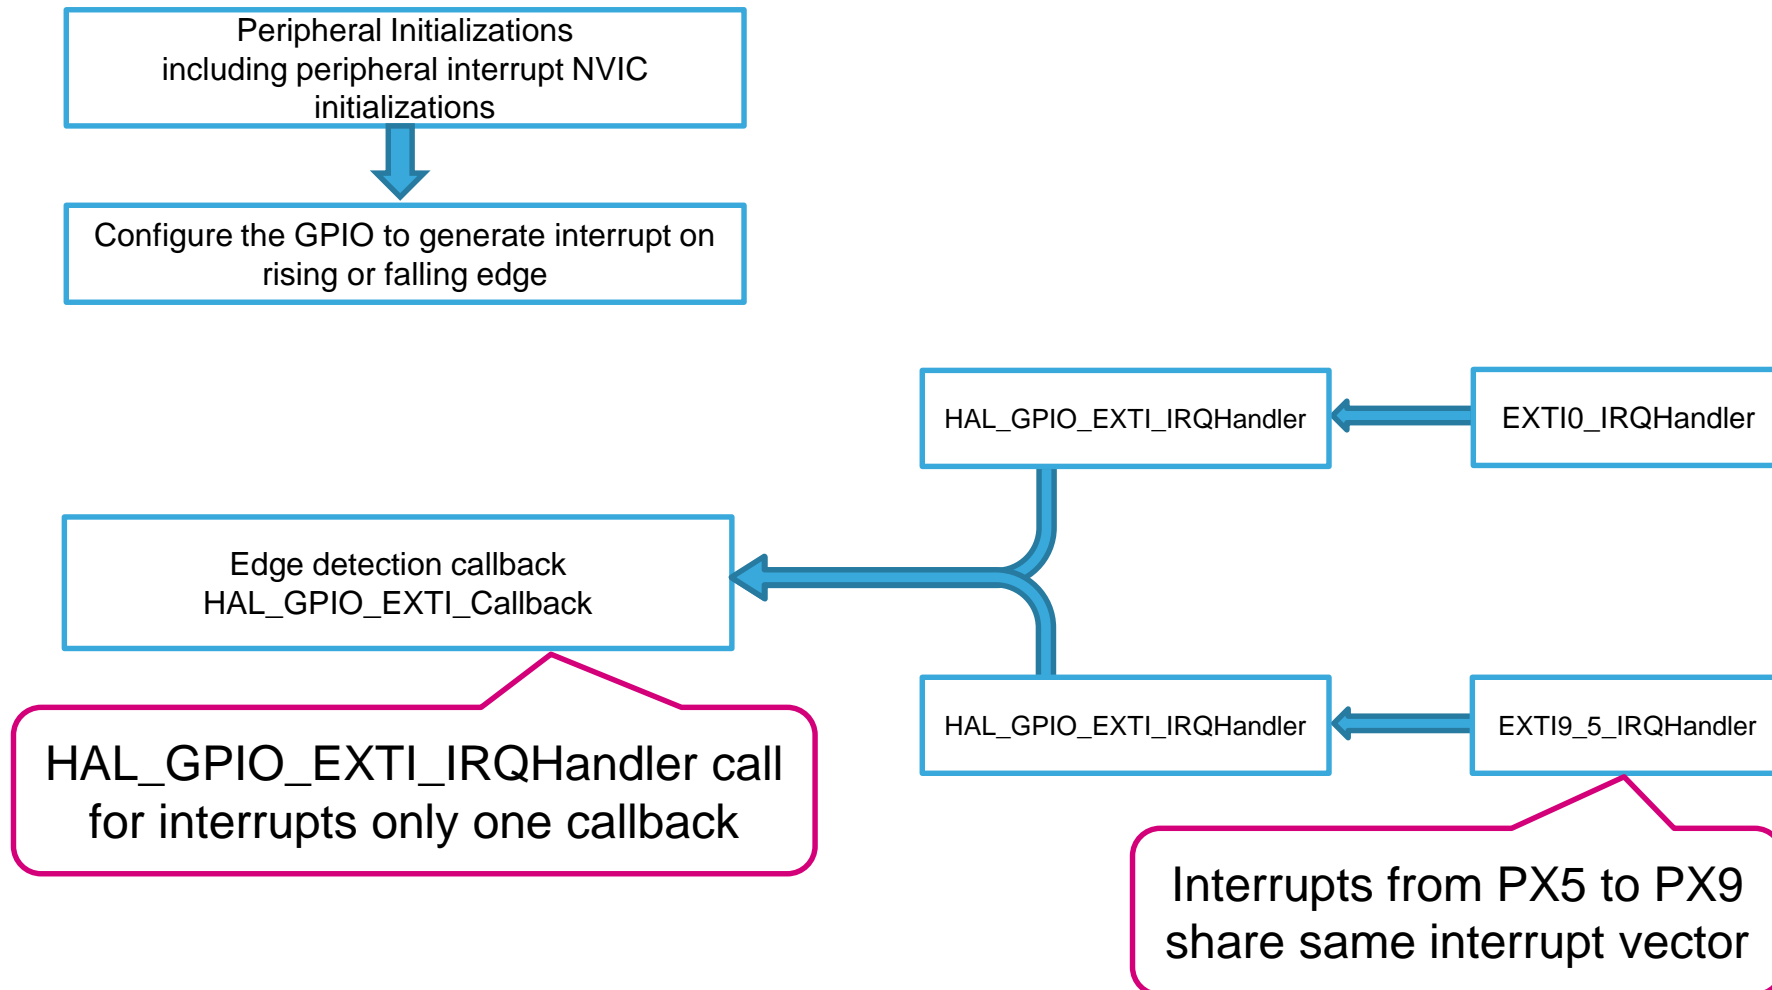 Peripheral Initializations
including peripheral interrupt NVIC
initializations
Configure the GPIO to generate interrupt on
rising or falling edge
HAL_GPIO_EXTI_IRQHandler
EXTI0_IRQHandler
Edge detection callback
HAL_GPIO_EXTI_Callback
HAL_GPIO_EXTI_IRQHandler
EXTI9_5_IRQHandler
HAL_GPIO_EXTI_IRQHandler call
for interrupts only one callback
Interrupts from PX5 to PX9
share same interrupt vector